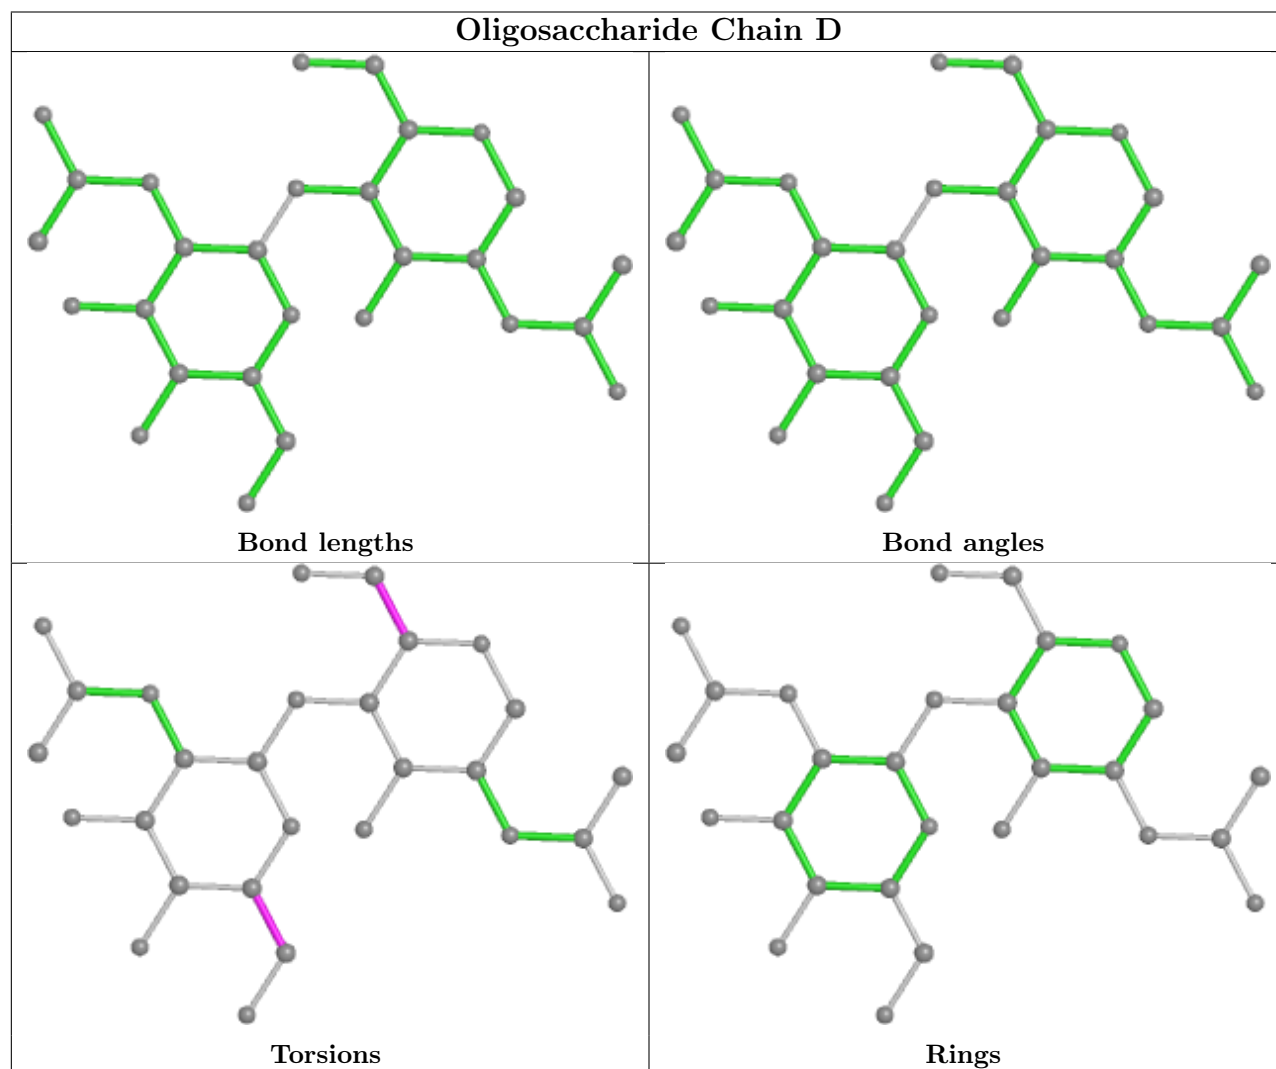 Oligosaccharide Chain D
Bond lengths
Bond angles
Torsions
Rings